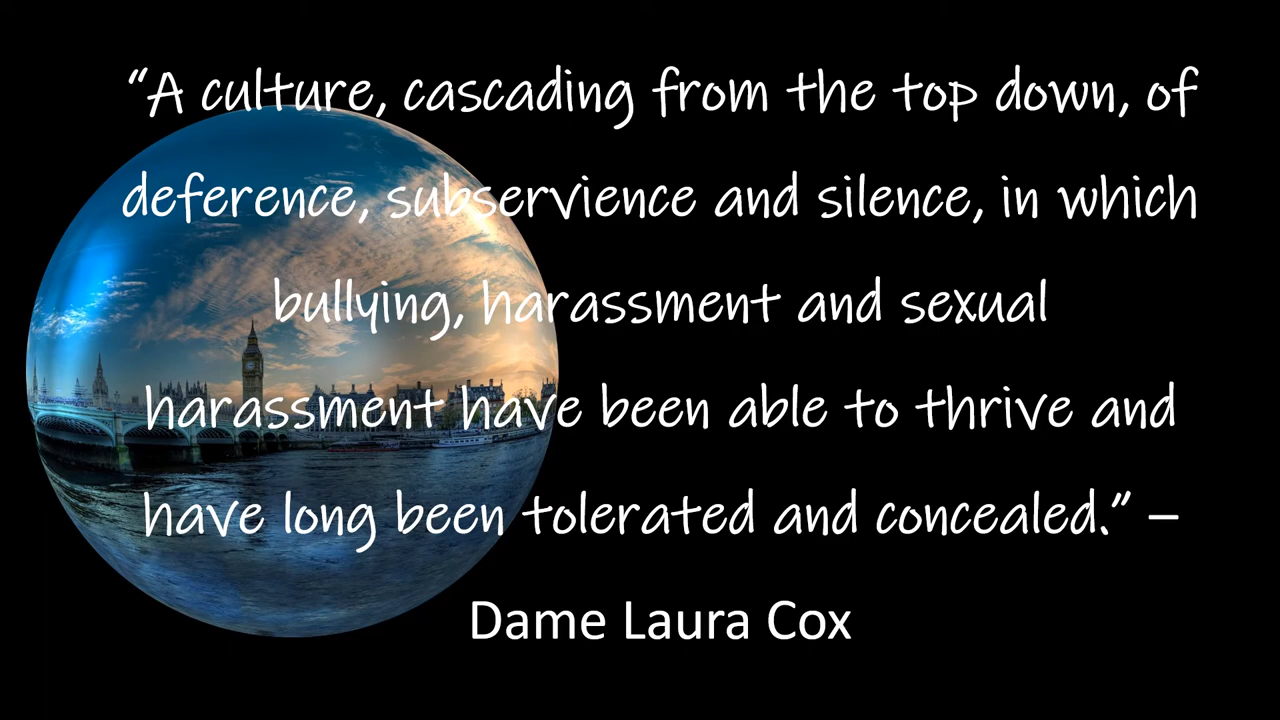 “A culture, cascading from the top down, of
deference, subservience and silence, in which
bullying, harassment and sexual
harassment have been able to thrive and
have long been tolerated and concealed.” –
Dame Laura Cox